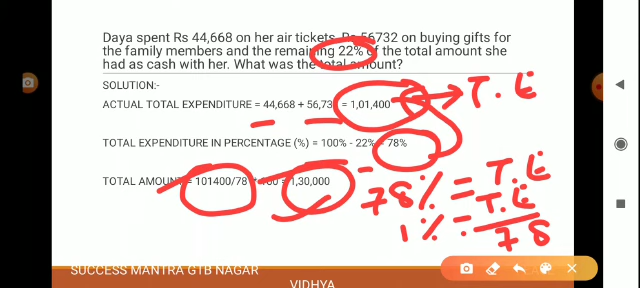 Daya spent Rs 44,668 on her air tickets, Rs 56732 on buying gifts for
the family members and the remaining 22% of the total amount she
had as cash with her. What was the total amount?
SOLUTION:-
ACTUAL TOTAL EXPENDITURE = 44,668 + 56,73 = 1,01,400
T.E
TOTAL EXPENDITURE IN PERCENTAGE (%) = 100% - 22% = 78%
TOTAL AMOUNT = 101400/78 * 100 = 1,30,000
78% = T.E
1% = T.E/78
SUCCESS MANTRA GTB NAGAR
VIDHYA